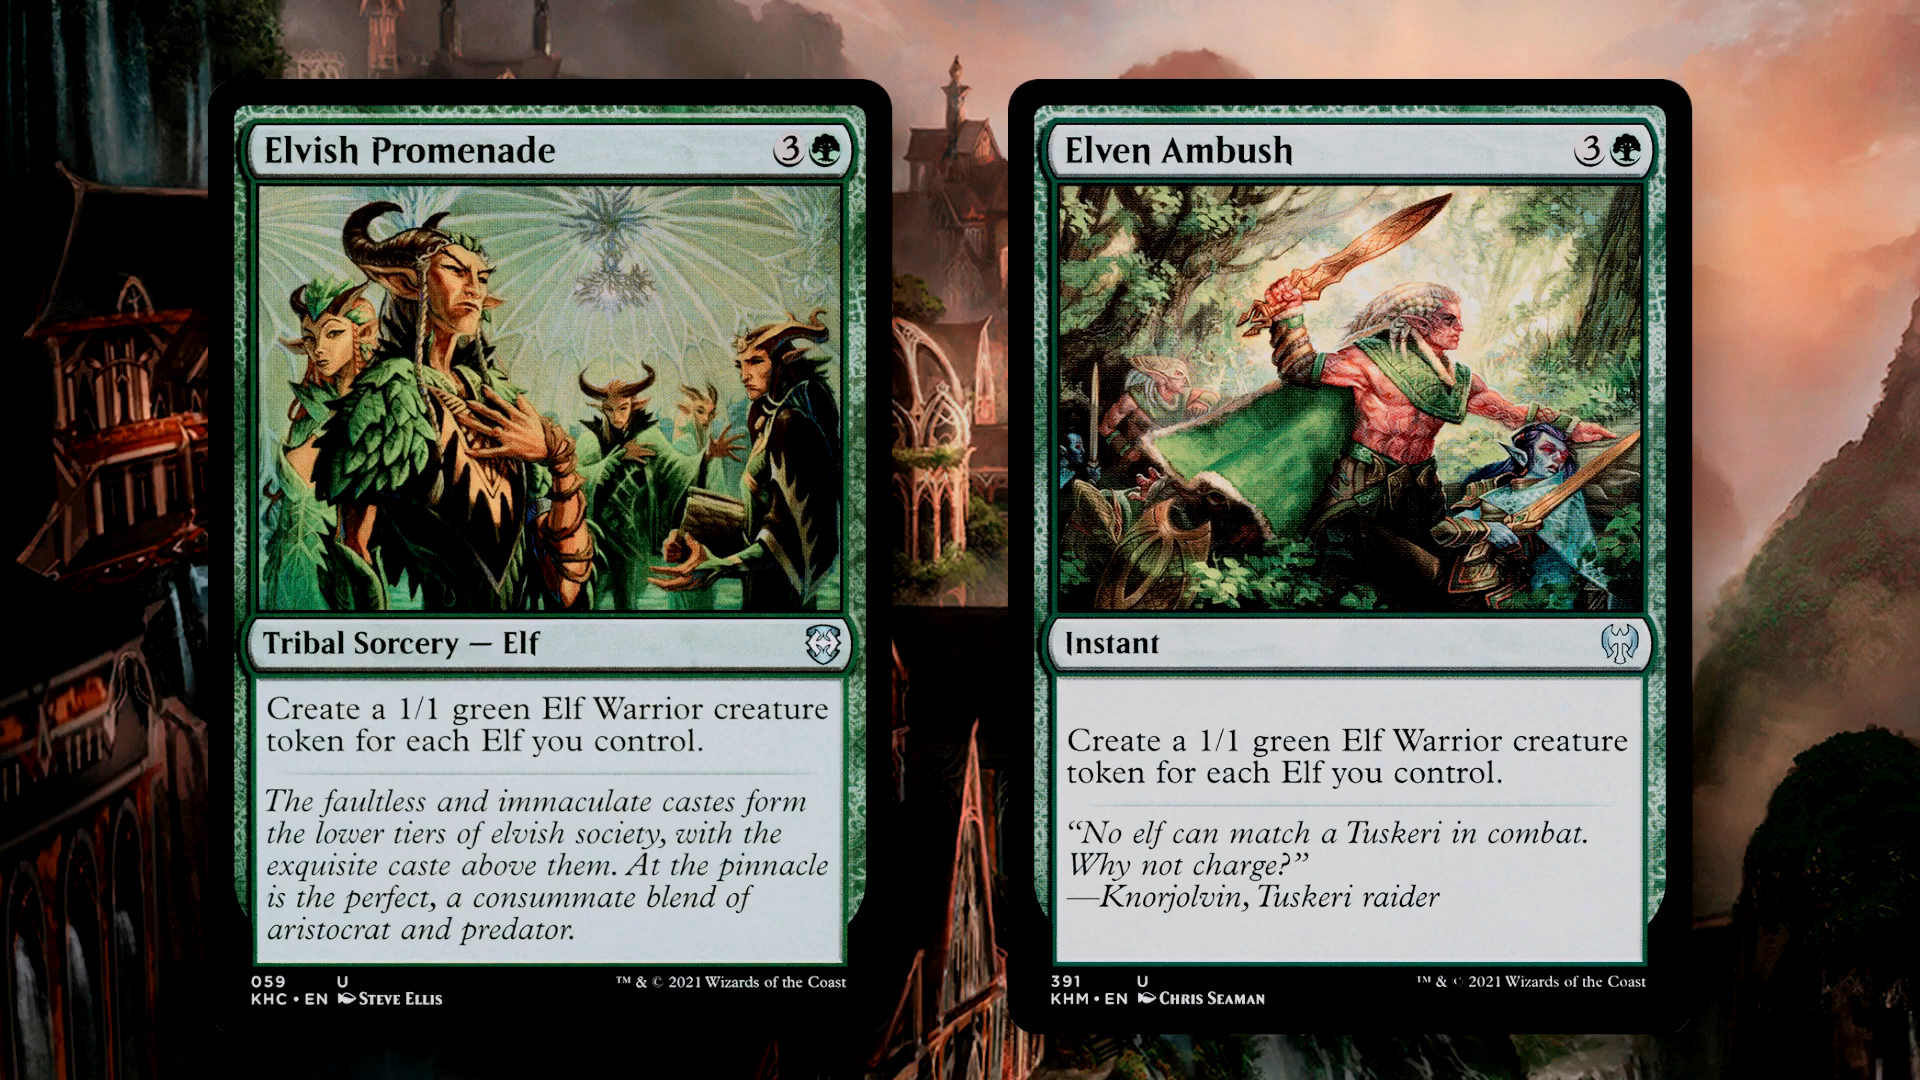 Elvish Promenade
3
Tribal Sorcery — Elf
Create a 1/1 green Elf Warrior creature
token for each Elf you control.
The faultless and immaculate castes form
the lower tiers of elvish society, with the
exquisite caste above them. At the pinnacle
is the perfect, a consummate blend of
aristocrat and predator.
059 U
KHC • EN Steve Ellis
™ & © 2021 Wizards of the Coast
Elven Ambush
3
Instant
Create a 1/1 green Elf Warrior creature
token for each Elf you control.
“No elf can match a Tuskeri in combat.
Why not charge?”
—Knorjolvin, Tuskeri raider
391 U
KHM • EN Chris Seaman
™ & © 2021 Wizards of the Coast